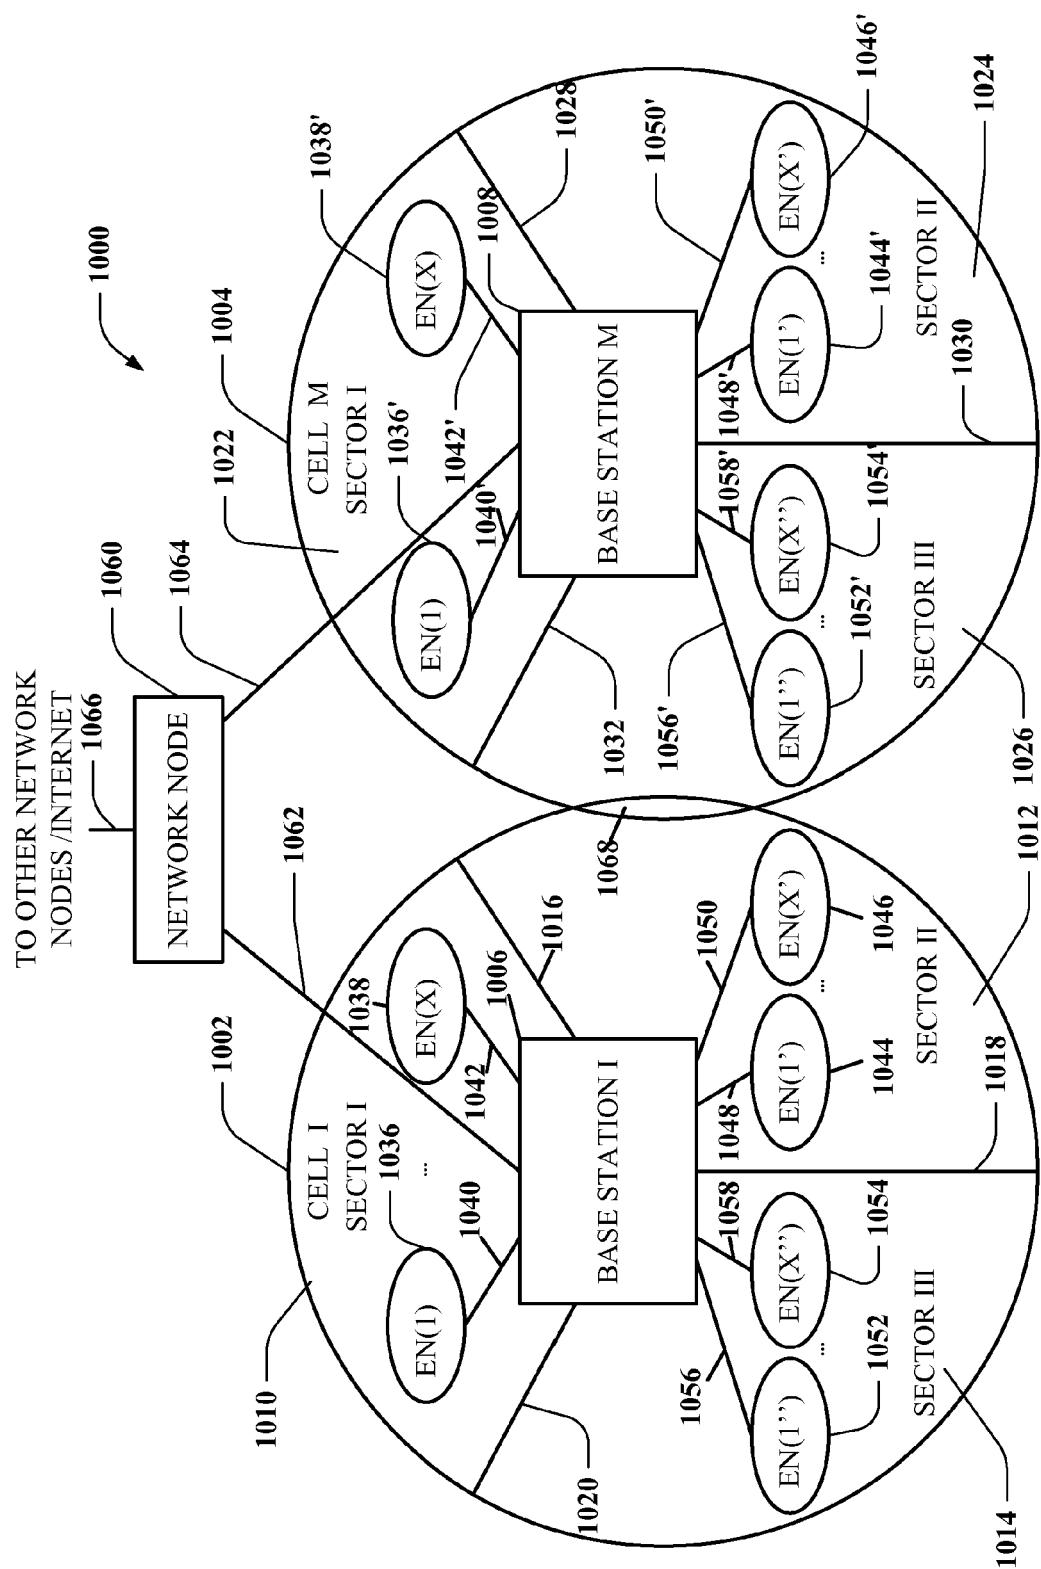 TO OTHER NETWORK
NODES /INTERNET
1066
1060
NETWORK NODE
1062
1064
1000
1002
1004
1010
CELL I
SECTOR I
1036
...
EN(1)
1040
1038
EN(X)
1042
1006
1016
1020
BASE STATION I
1048
1050
1056
1058
EN(1'')
...
EN(X'')
EN(1')
...
EN(X')
1052
1054
1044
1046
SECTOR III
SECTOR II
1014
1018
1012
1068
1022
CELL M
SECTOR I
1036'
EN(1)
1040'
1038'
EN(X)
1042'
1008
1028
1032
BASE STATION M
1056'
1058'
1048'
1050'
EN(1'')
...
EN(X'')
EN(1')
...
EN(X')
1052'
1054'
1044'
1046'
SECTOR III
SECTOR II
1026
1030
1024